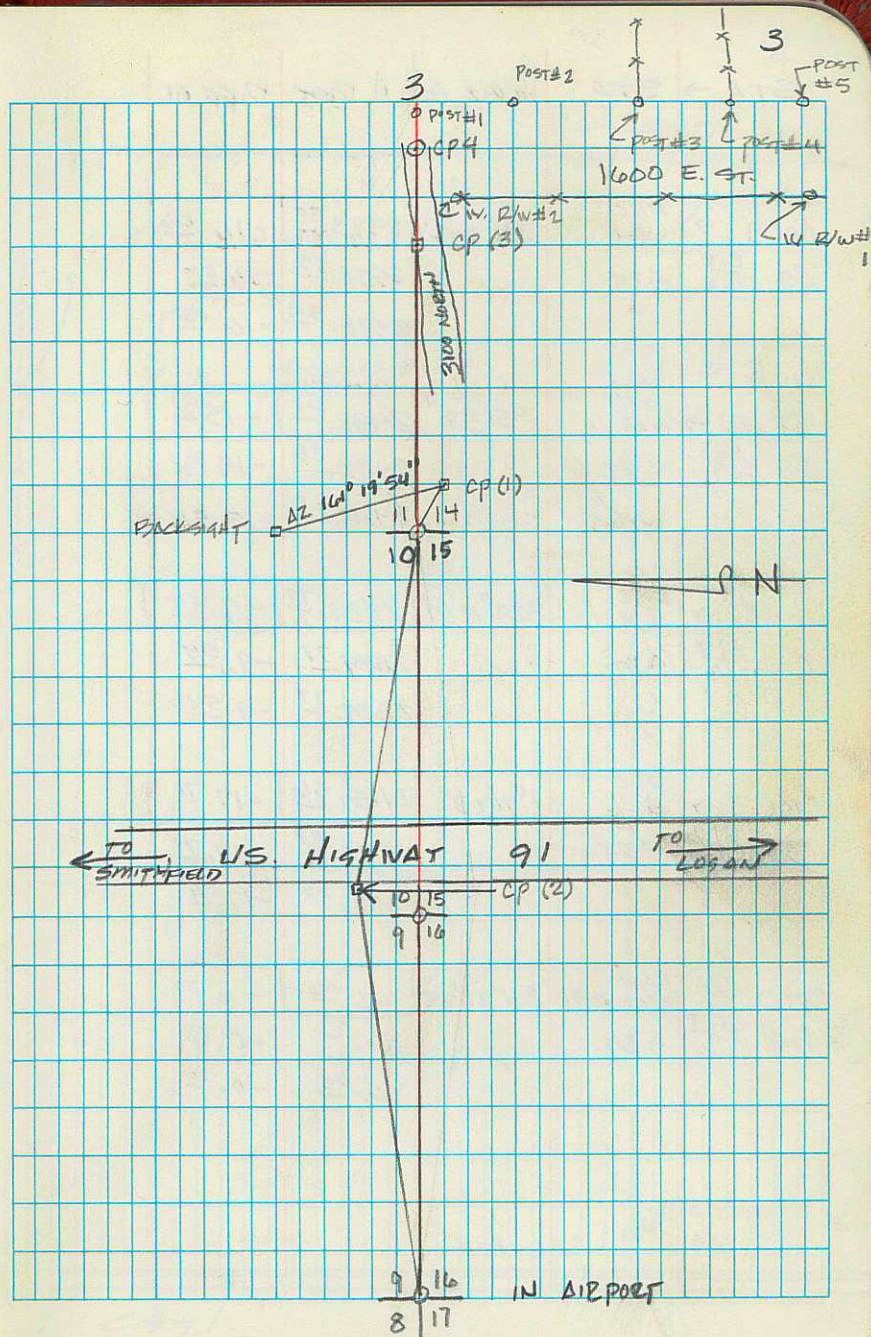 3
3
POST #2
POST #5
POST #1
CP 4
POST #3
POST #4
1600 E. ST.
W. R/W #2
W R/W # 1
CP (3)
3100 NORTH
AZ 161° 19' 54"
CP (1)
BACKSIGHT
11 14
10 15
N
TO SMITHFIELD
U.S. HIGHWAY 91
TO LOGAN
CP (2)
10 15
9 16
9 16
8 17
IN AIRPORT